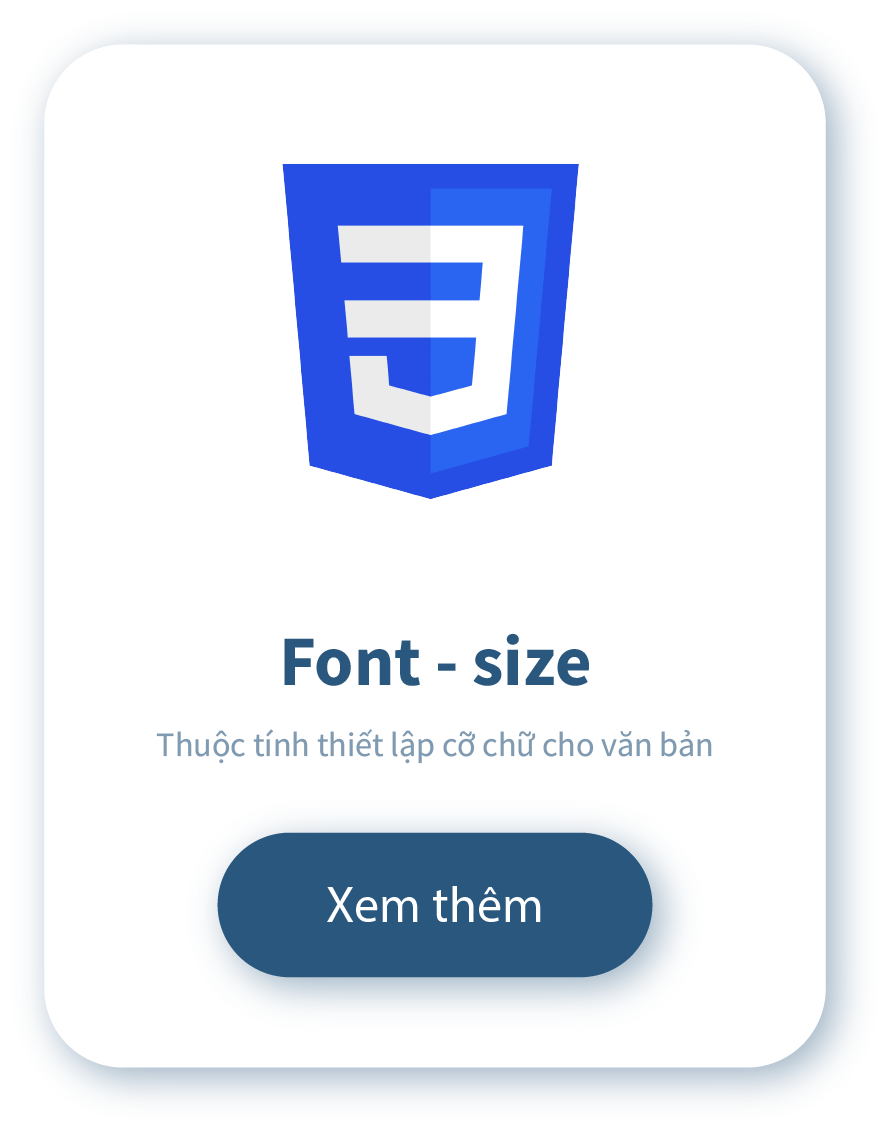 Font - size
Thuộc tính thiết lập cỡ chữ cho văn bản
Xem thêm